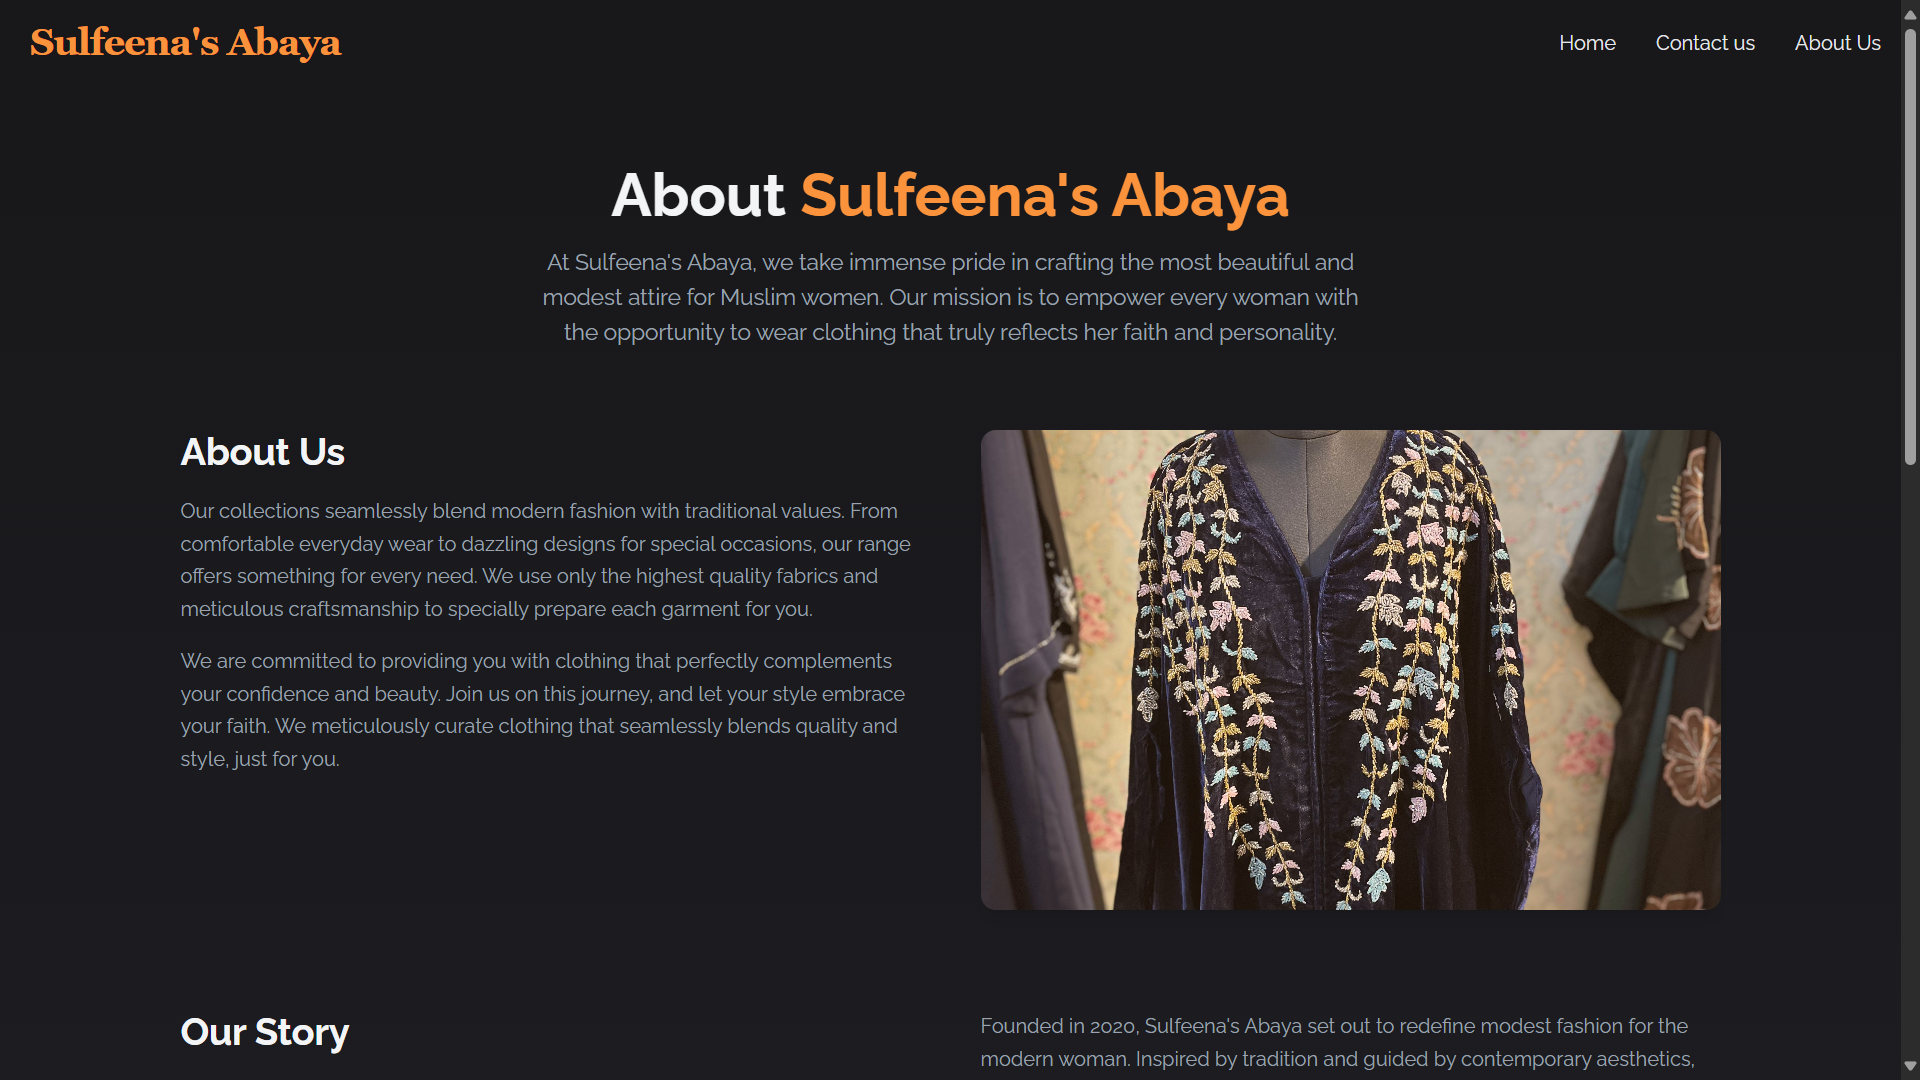 Sulfeena's Abaya
Home
Contact us
About Us
About Sulfeena's Abaya
At Sulfeena's Abaya, we take immense pride in crafting the most beautiful and
modest attire for Muslim women. Our mission is to empower every woman with
the opportunity to wear clothing that truly reflects her faith and personality.
About Us
Our collections seamlessly blend modern fashion with traditional values. From
comfortable everyday wear to dazzling designs for special occasions, our range
offers something for every need. We use only the highest quality fabrics and
meticulous craftsmanship to specially prepare each garment for you.
We are committed to providing you with clothing that perfectly complements
your confidence and beauty. Join us on this journey, and let your style embrace
your faith. We meticulously curate clothing that seamlessly blends quality and
style, just for you.
Our Story
Founded in 2020, Sulfeena's Abaya set out to redefine modest fashion for the
modern woman. Inspired by tradition and guided by contemporary aesthetics,